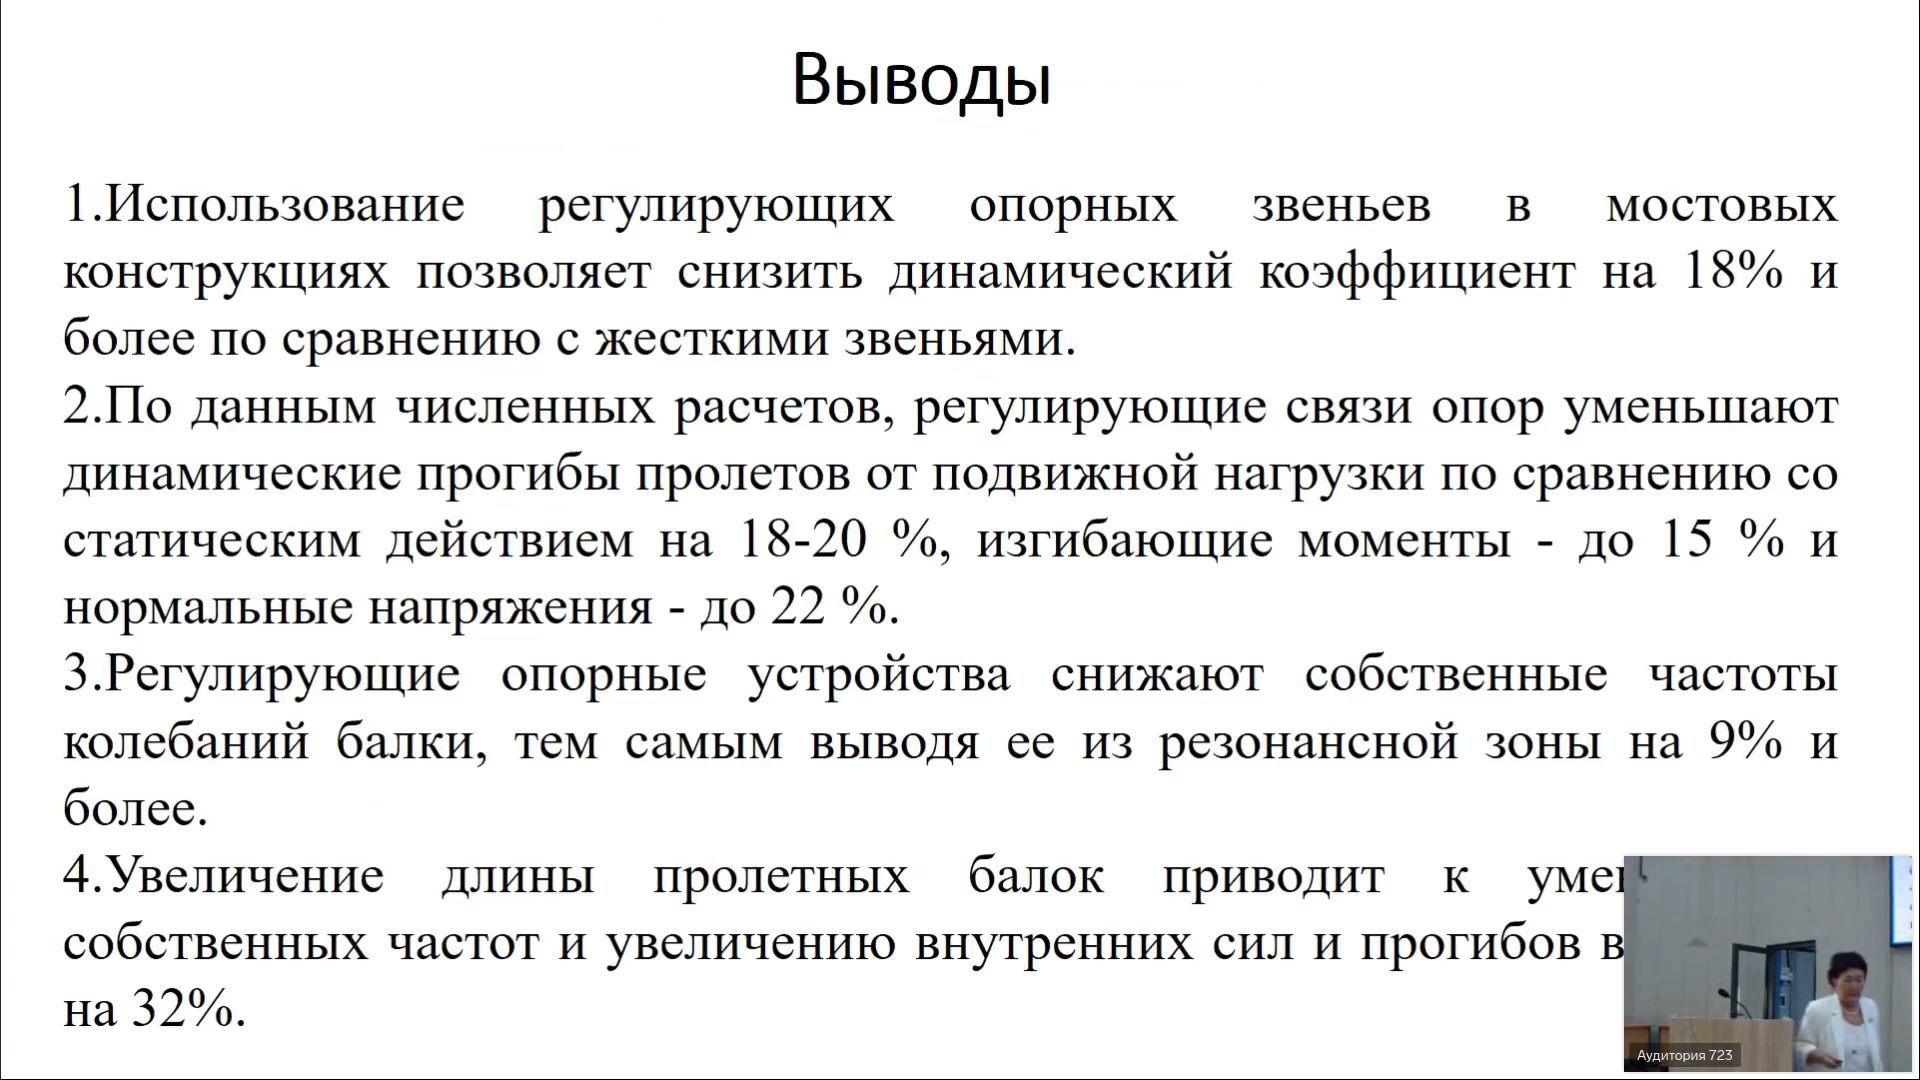 Выводы
1.Использование регулирующих опорных звеньев в мостовых
конструкциях позволяет снизить динамический коэффициент на 18% и
более по сравнению с жесткими звеньями.
2.По данным численных расчетов, регулирующие связи опор уменьшают
динамические прогибы пролетов от подвижной нагрузки по сравнению со
статическим действием на 18-20 %, изгибающие моменты - до 15 % и
нормальные напряжения - до 22 %.
3.Регулирующие опорные устройства снижают собственные частоты
колебаний балки, тем самым выводя ее из резонансной зоны на 9% и
более.
4.Увеличение длины пролетных балок приводит к
собственных частот и увеличению внутренних сил и прогибов в
на 32%.
Аудитория 723